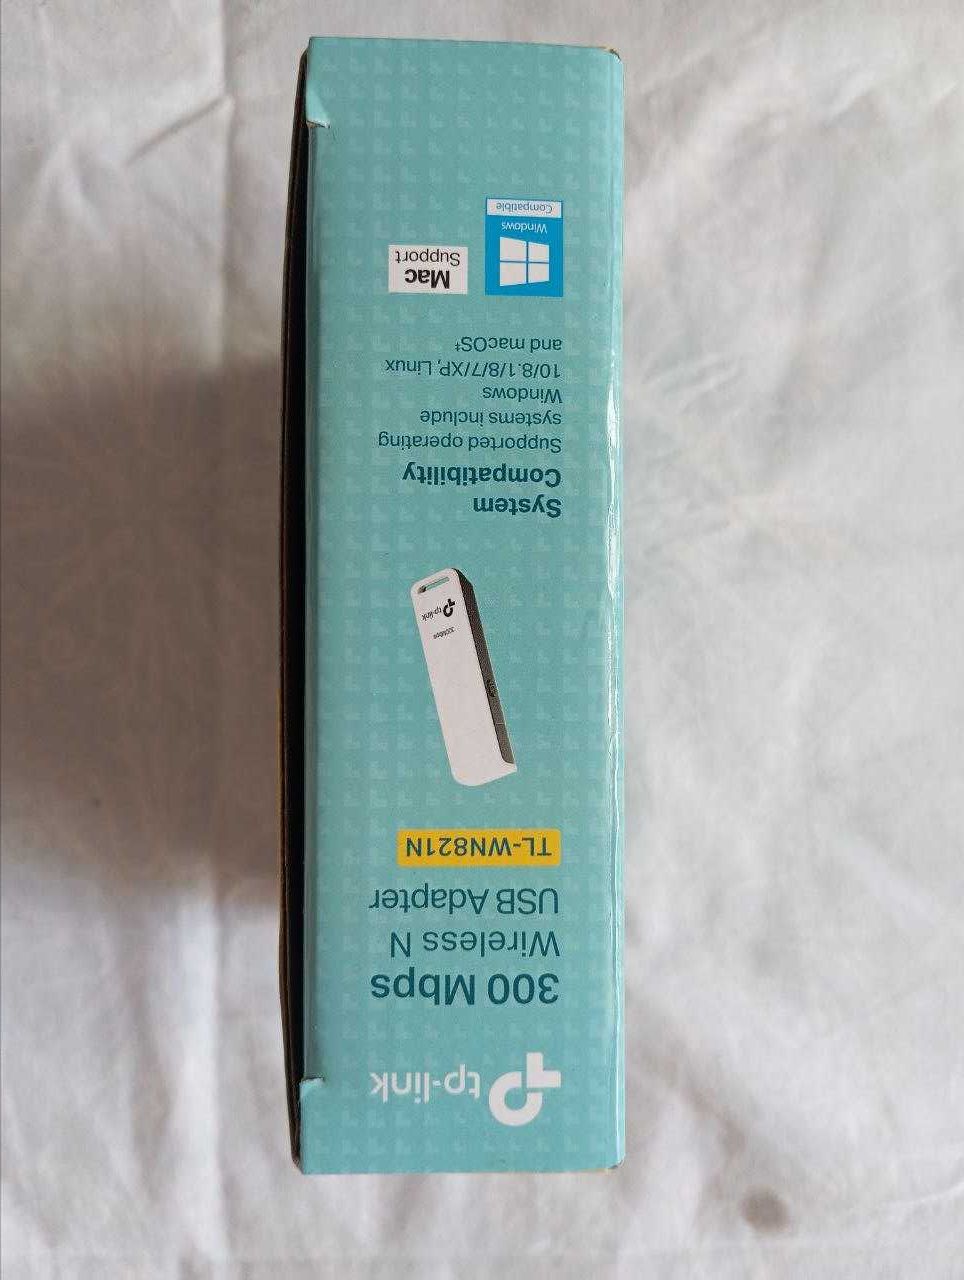 tp-link
300 Mbps
Wireless N
USB Adapter
TL-WN821N
300Mbps
tp-link
System
Compatibility
Supported operating
systems include
Windows
10/8.1/8/7/XP, Linux
and macOS‡
Mac
Support
Windows
Compatible